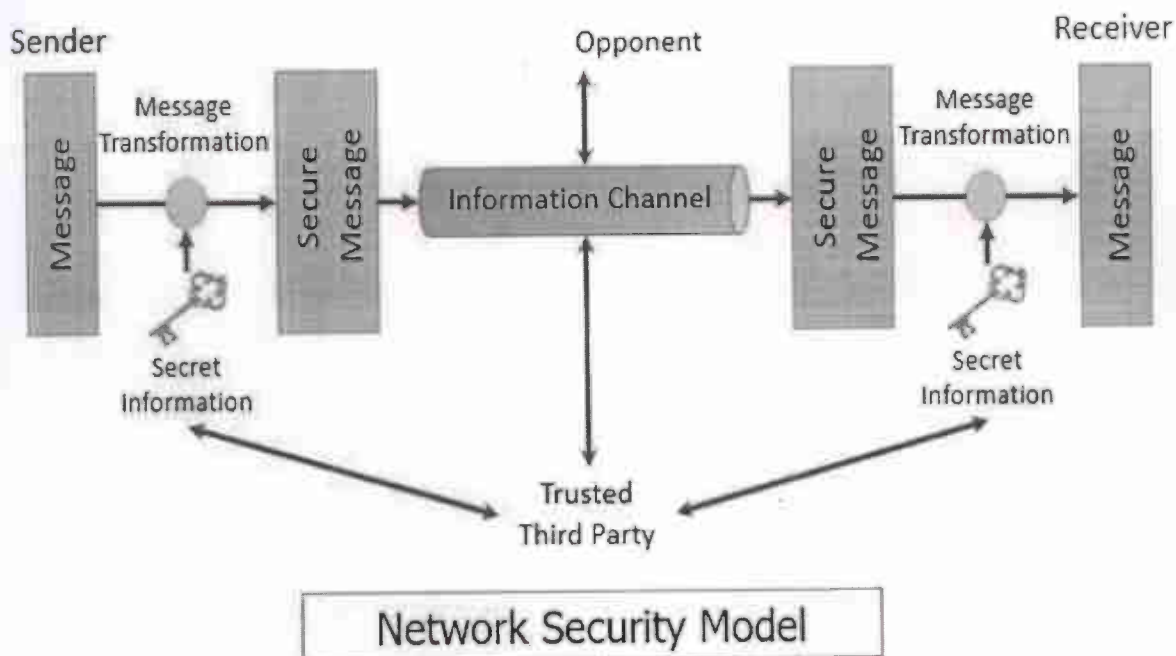 Sender
Opponent
Receiver
Message
Message
Transformation
Secure
Message
Information Channel
Secure
Message
Message
Transformation
Message
Secret
Information
Secret
Information
Trusted
Third Party
Network Security Model